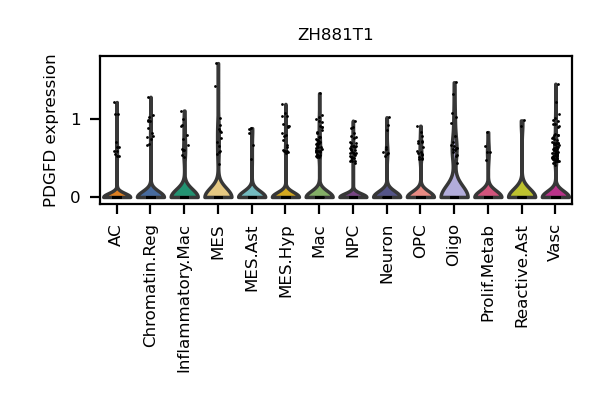 ZH881T1
PDGFD expression
1
0
AC
Chromatin.Reg
Inflammatory.Mac
MES
MES.Ast
MES.Hyp
Mac
NPC
Neuron
OPC
Oligo
Prolif.Metab
Reactive.Ast
Vasc